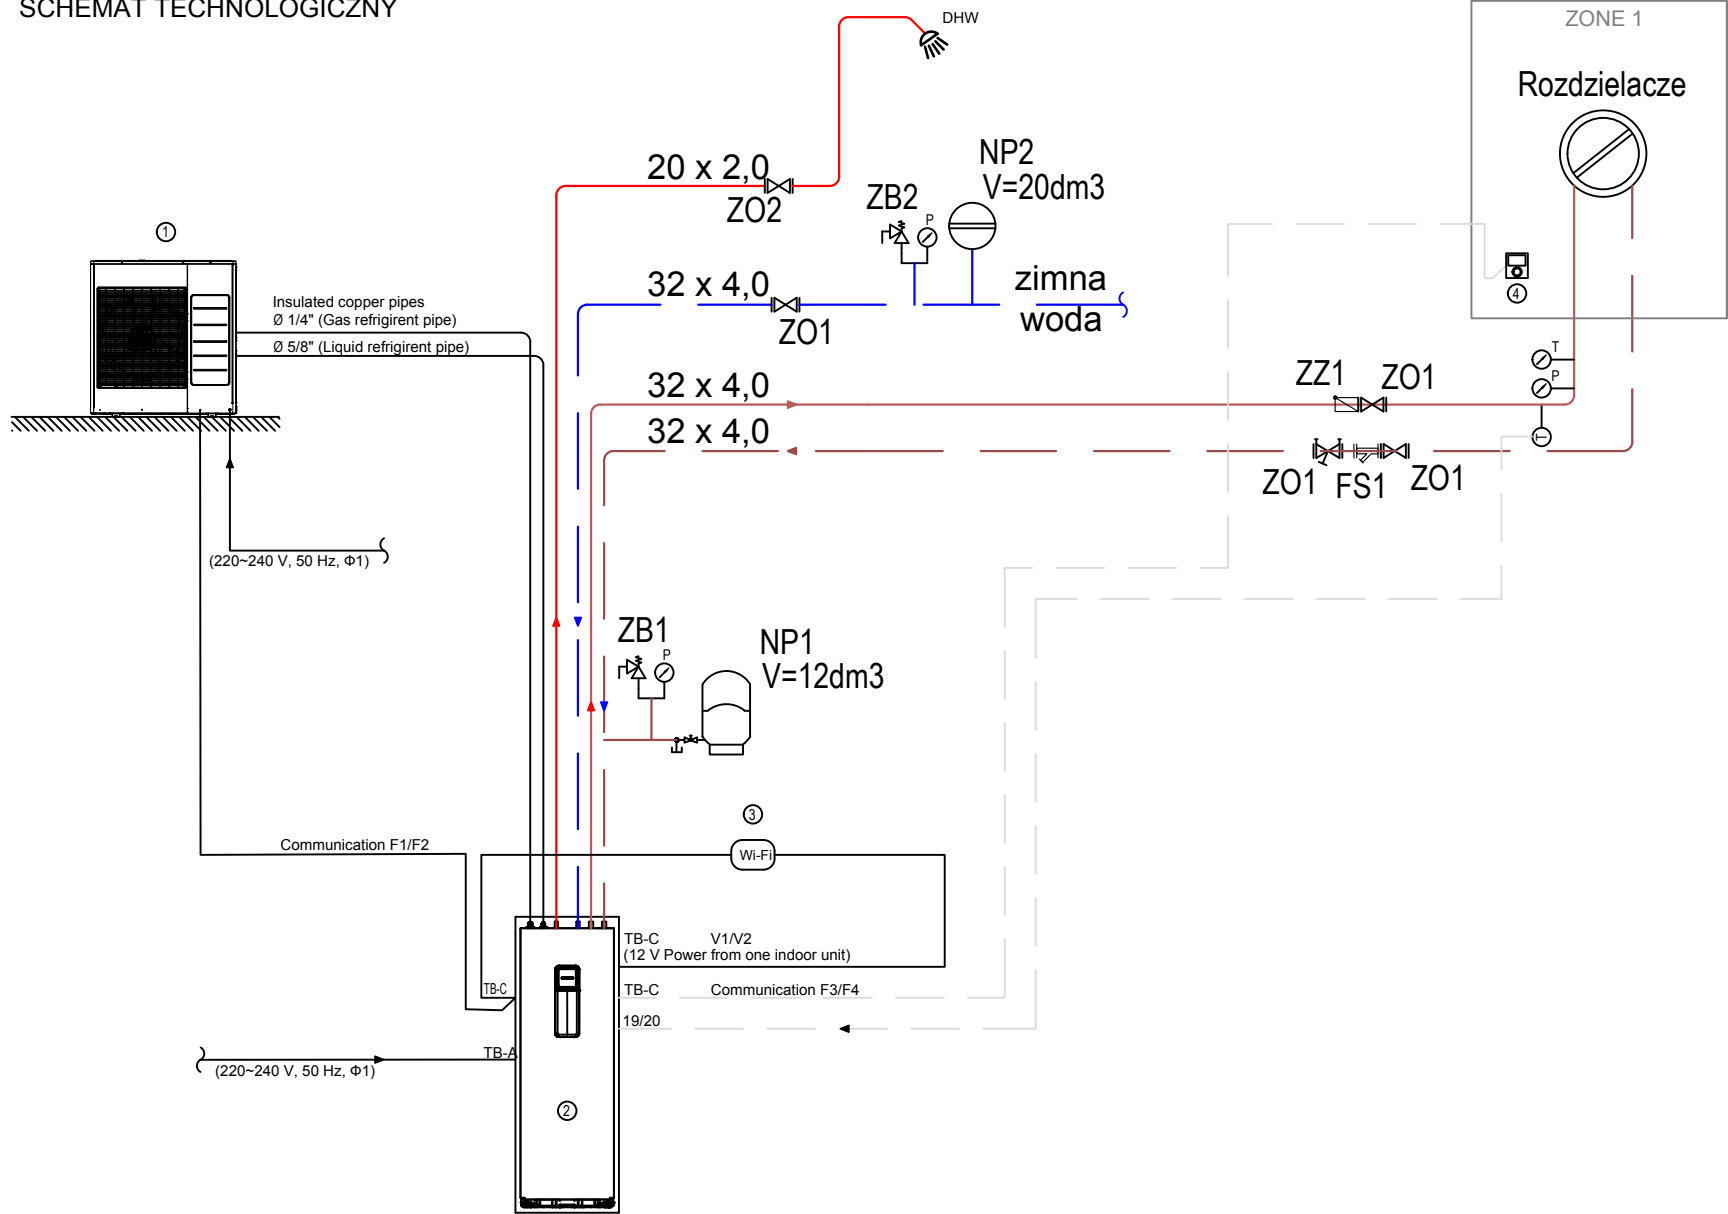 SCHEMAT TECHNOLOGICZNY
DHW
ZONE 1
Rozdzielacze
20 x 2,0
ZO2
NP2
V=20dm3
ZB2
P
1
4
32 x 4,0
ZO1
zimna
woda
Insulated copper pipes
Ø 1/4" (Gas refrigirent pipe)
Ø 5/8" (Liquid refrigirent pipe)
T
P
T
32 x 4,0
ZZ1
ZO1
32 x 4,0
ZO1
FS1
ZO1
(220~240 V, 50 Hz, Φ1)
ZB1
P
NP1
V=12dm3
3
Wi-Fi
Communication F1/F2
TB-C V1/V2
(12 V Power from one indoor unit)
TB-C
TB-C Communication F3/F4
19/20
TB-A
(220~240 V, 50 Hz, Φ1)
2